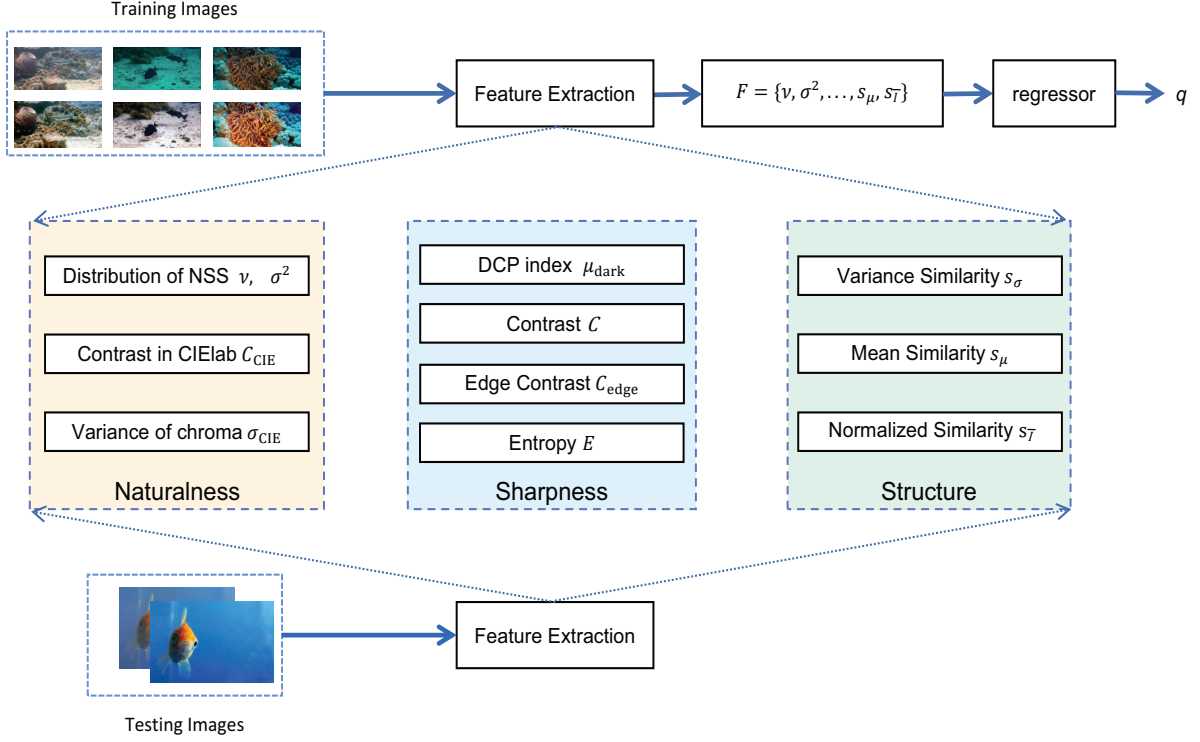 Training Images
Feature Extraction
F = {ν, σ², . . . , s_μ, s_T̅}
regressor
q
Distribution of NSS ν, σ²
Contrast in CIElab C_CIE
Variance of chroma σ_CIE
Naturalness
DCP index μ_dark
Contrast C
Edge Contrast C_edge
Entropy E
Sharpness
Variance Similarity s_σ
Mean Similarity s_μ
Normalized Similarity s_T̅
Structure
Feature Extraction
Testing Images